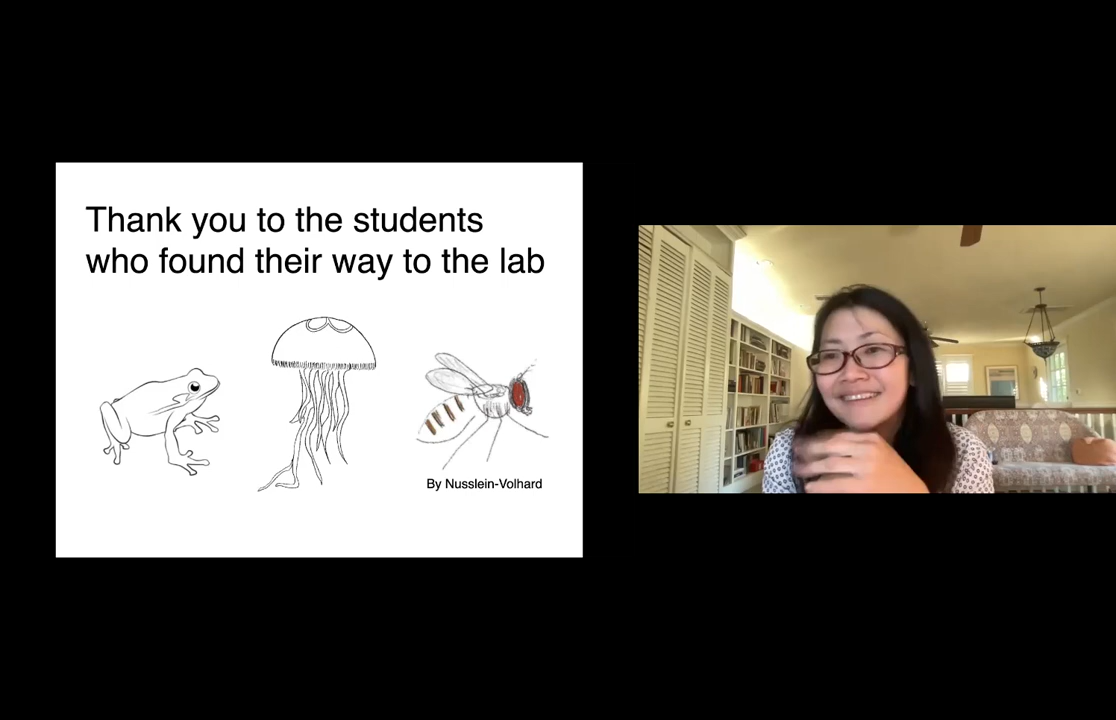 Thank you to the students
who found their way to the lab
By Nusslein-Volhard